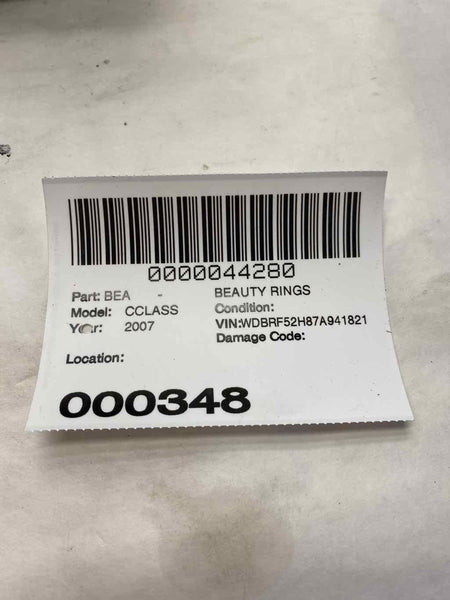 0000044280
Part: BEA - BEAUTY RINGS
Model: CCLASS Condition:
Year: 2007 VIN:WDBRF52H87A941821
Damage Code:
Location:
000348